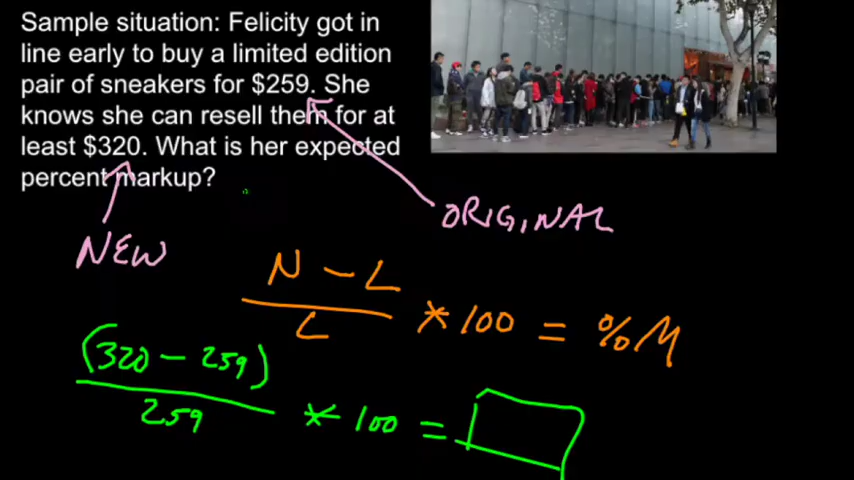 Sample situation: Felicity got in
line early to buy a limited edition
pair of sneakers for $259. She
knows she can resell them for at
least $320. What is her expected
percent markup?
ORIGINAL
NEW
N - L
L
* 100 = %M
(320 - 259)
259
* 100 =